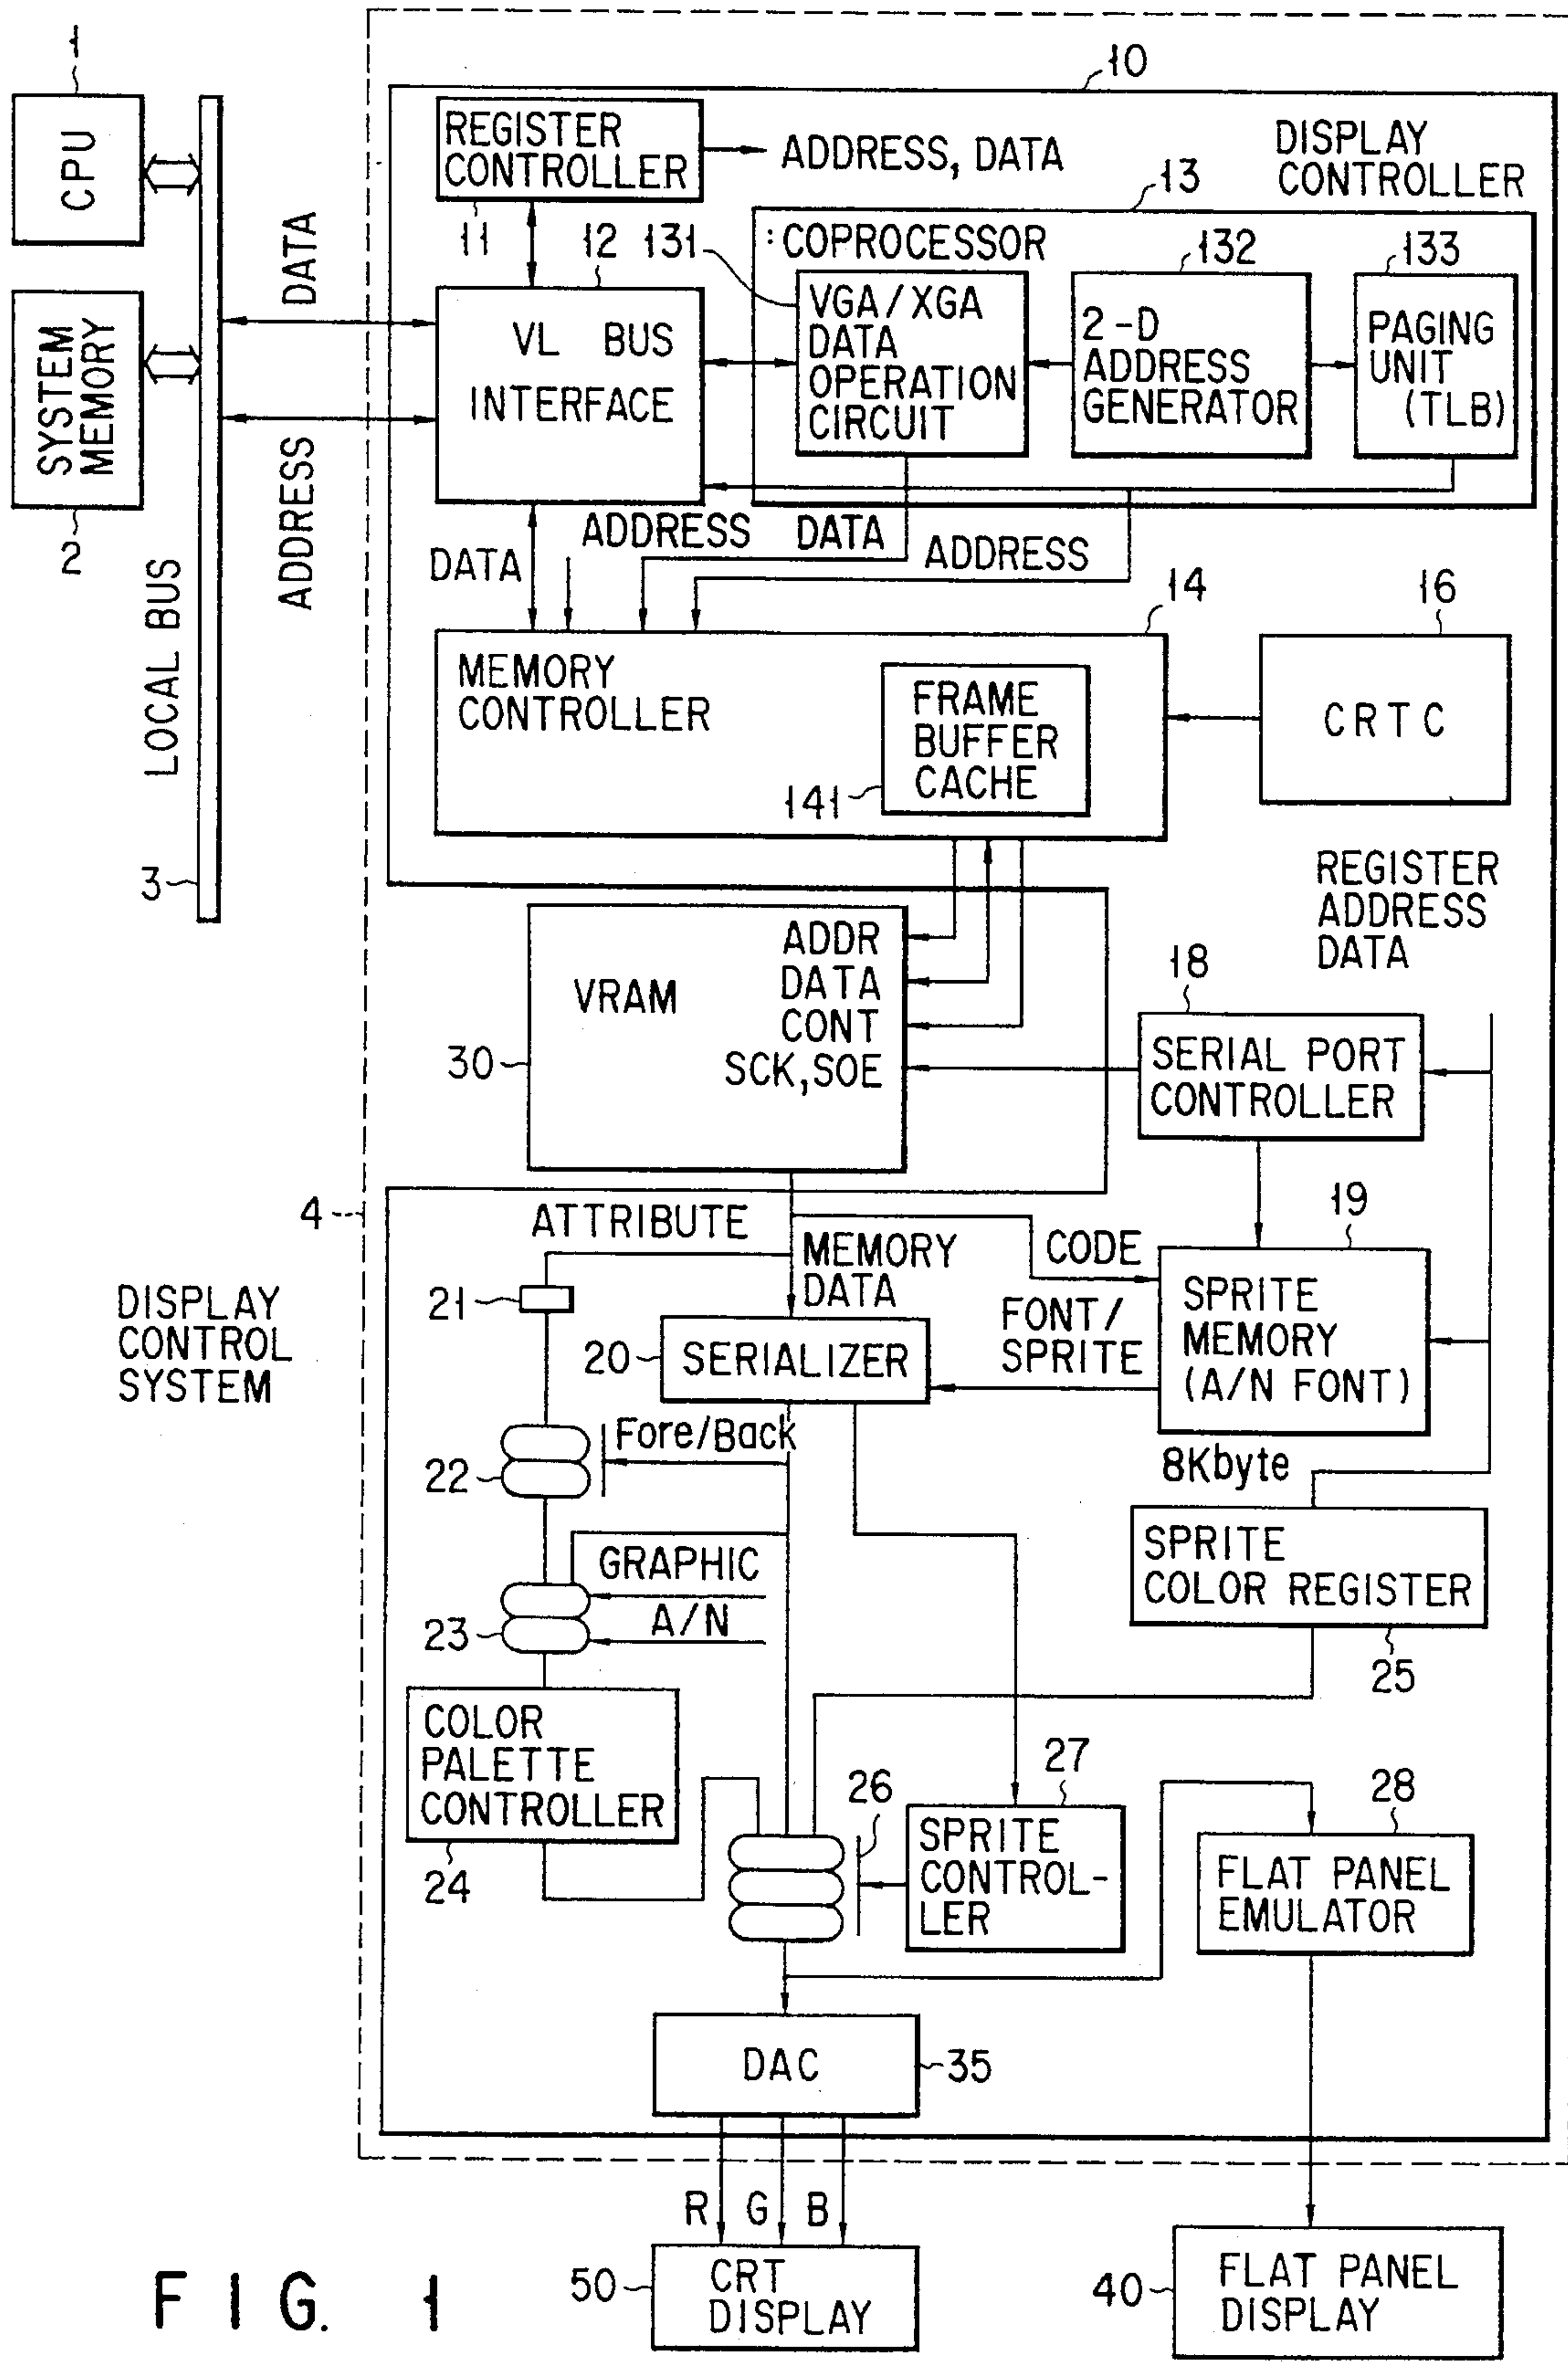 1
CPU
SYSTEM
MEMORY
2
LOCAL BUS
3
DATA
ADDRESS
10
DISPLAY
CONTROLLER
REGISTER
CONTROLLER
11
ADDRESS, DATA
12
VL BUS
INTERFACE
13
: COPROCESSOR
131
VGA/XGA
DATA
OPERATION
CIRCUIT
132
2-D
ADDRESS
GENERATOR
133
PAGING
UNIT
(TLB)
DATA
ADDRESS
DATA
ADDRESS
14
MEMORY
CONTROLLER
FRAME
BUFFER
CACHE
141
16
CRTC
REGISTER
ADDRESS
DATA
VRAM
30
ADDR
DATA
CONT
SCK,SOE
18
SERIAL PORT
CONTROLLER
4
DISPLAY
CONTROL
SYSTEM
ATTRIBUTE
MEMORY
DATA
CODE
19
SPRITE
MEMORY
(A/N FONT)
8Kbyte
FONT/
SPRITE
21
20
SERIALIZER
Fore/Back
22
GRAPHIC
A/N
23
SPRITE
COLOR REGISTER
25
COLOR
PALETTE
CONTROLLER
24
26
27
SPRITE
CONTROL-
LER
28
FLAT PANEL
EMULATOR
DAC
35
R G B
50
CRT
DISPLAY
40
FLAT PANEL
DISPLAY
FIG. 1